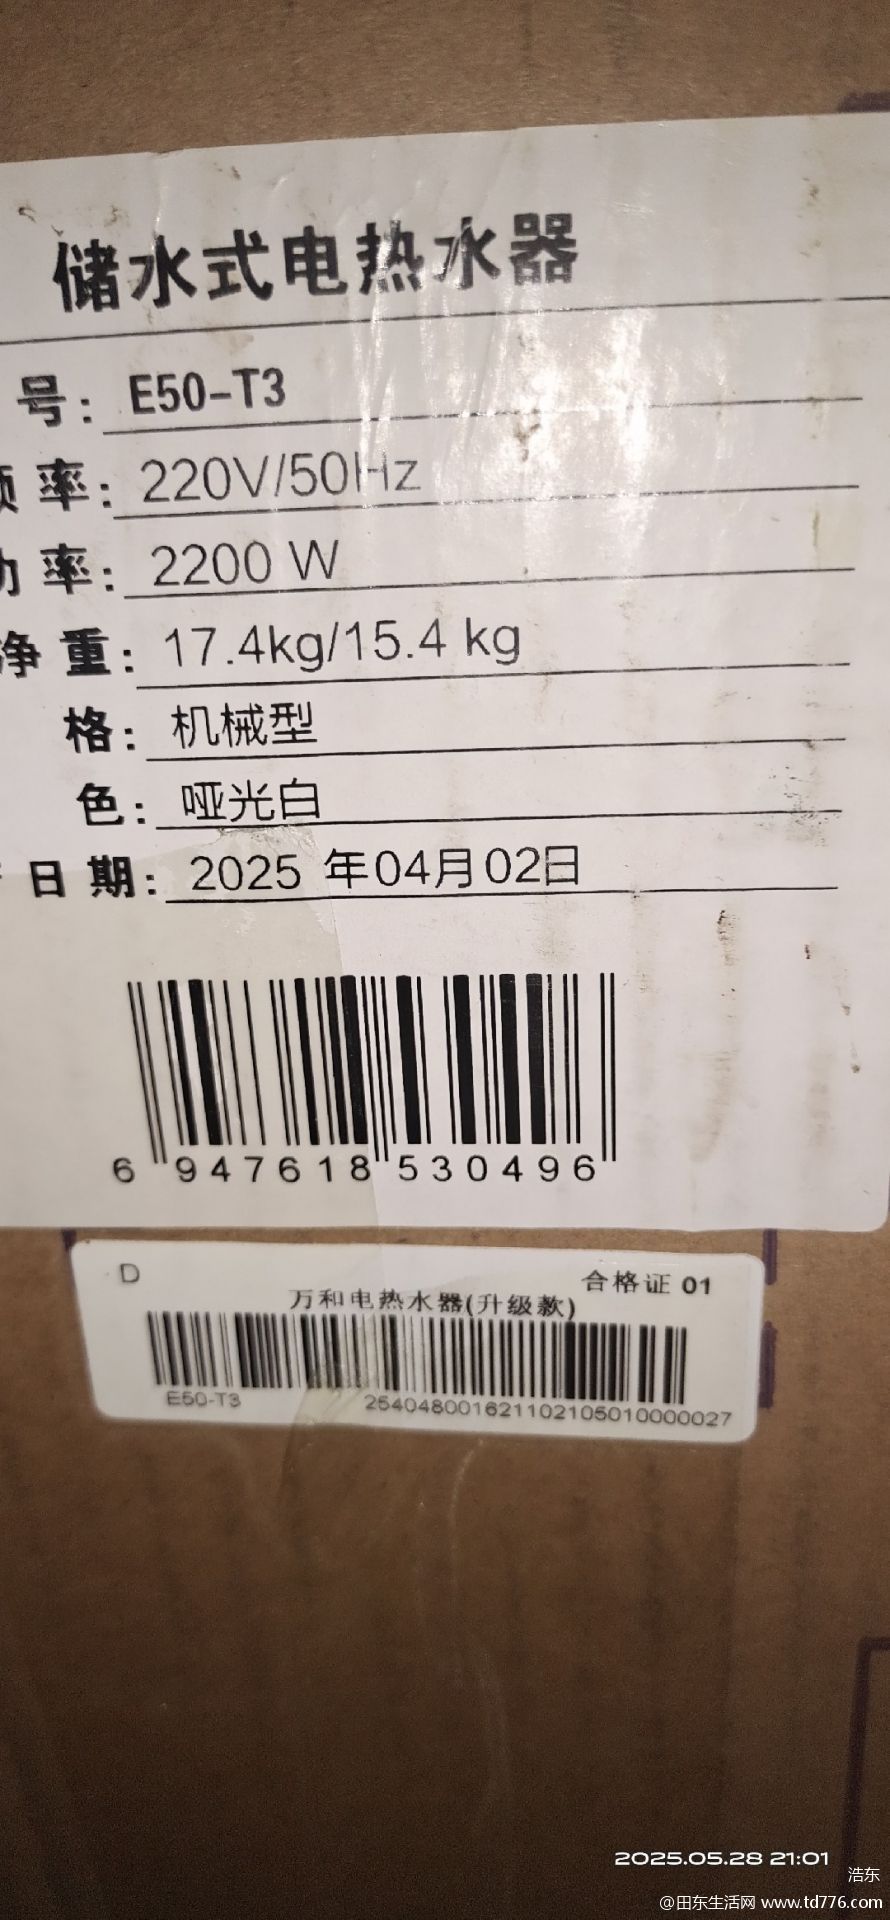 储水式电热水器
号：E50-T3
频 率：220V/50Hz
功 率：2200 W
净 重：17.4kg/15.4 kg
格：机械型
色：哑光白
日 期：2025 年04月02日
6 947618 530496
D
合格证 01
万和电热水器(升级款)
E50-T3 254048001621102105010000027
2025.05.28 21:01
浩东
@田东生活网 www.td776.com